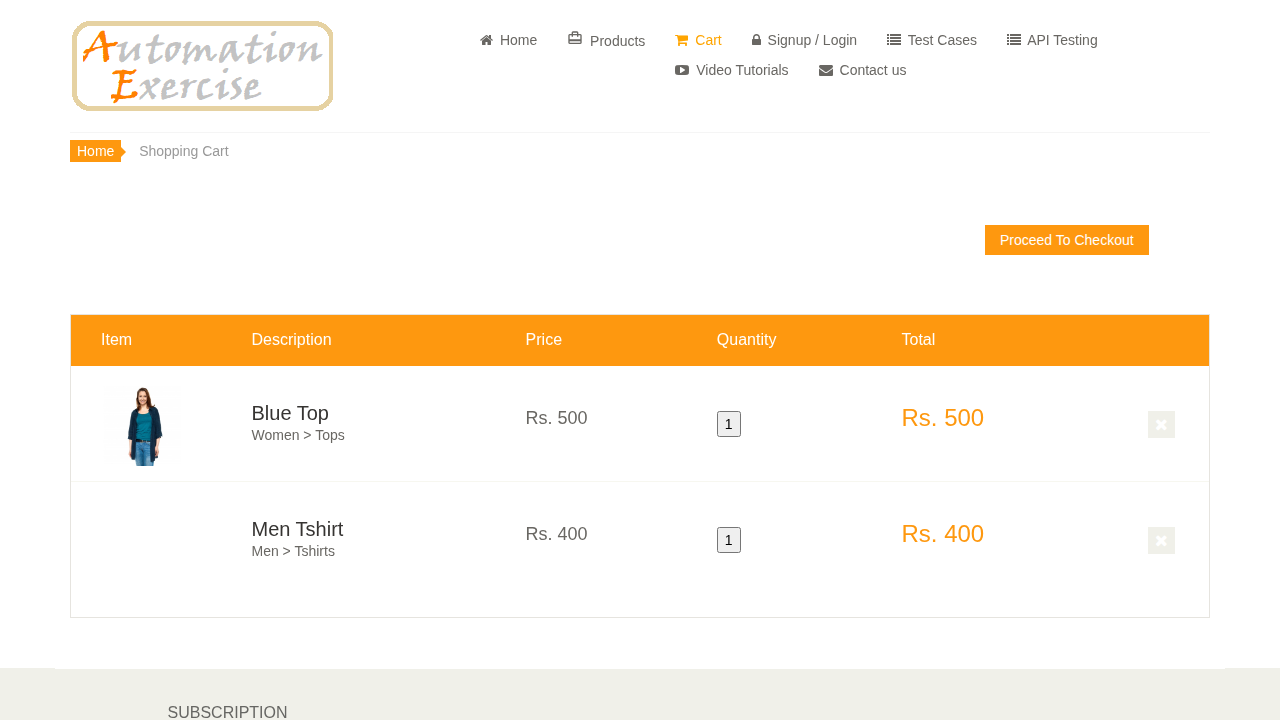 Automation
Exercise
Home
Products
Cart
Signup / Login
Test Cases
API Testing
Video Tutorials
Contact us
Home
Shopping Cart
Proceed To Checkout
Item Description Price Quantity Total
Blue Top
Women > Tops
Rs. 500
1
Rs. 500
Men Tshirt
Men > Tshirts
Rs. 400
1
Rs. 400
SUBSCRIPTION